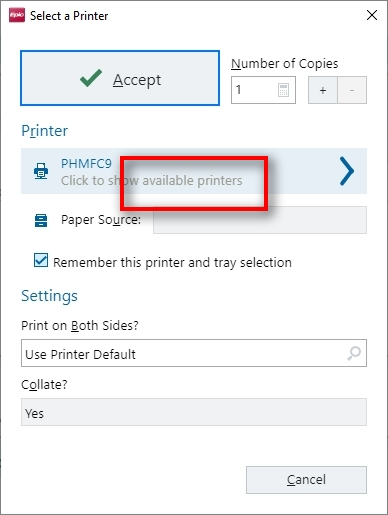 Epic Select a Printer
Accept
Number of Copies
1
+ -
Printer
PHMFC9
Click to show available printers
Paper Source:
Remember this printer and tray selection
Settings
Print on Both Sides?
Use Printer Default
Collate?
Yes
Cancel